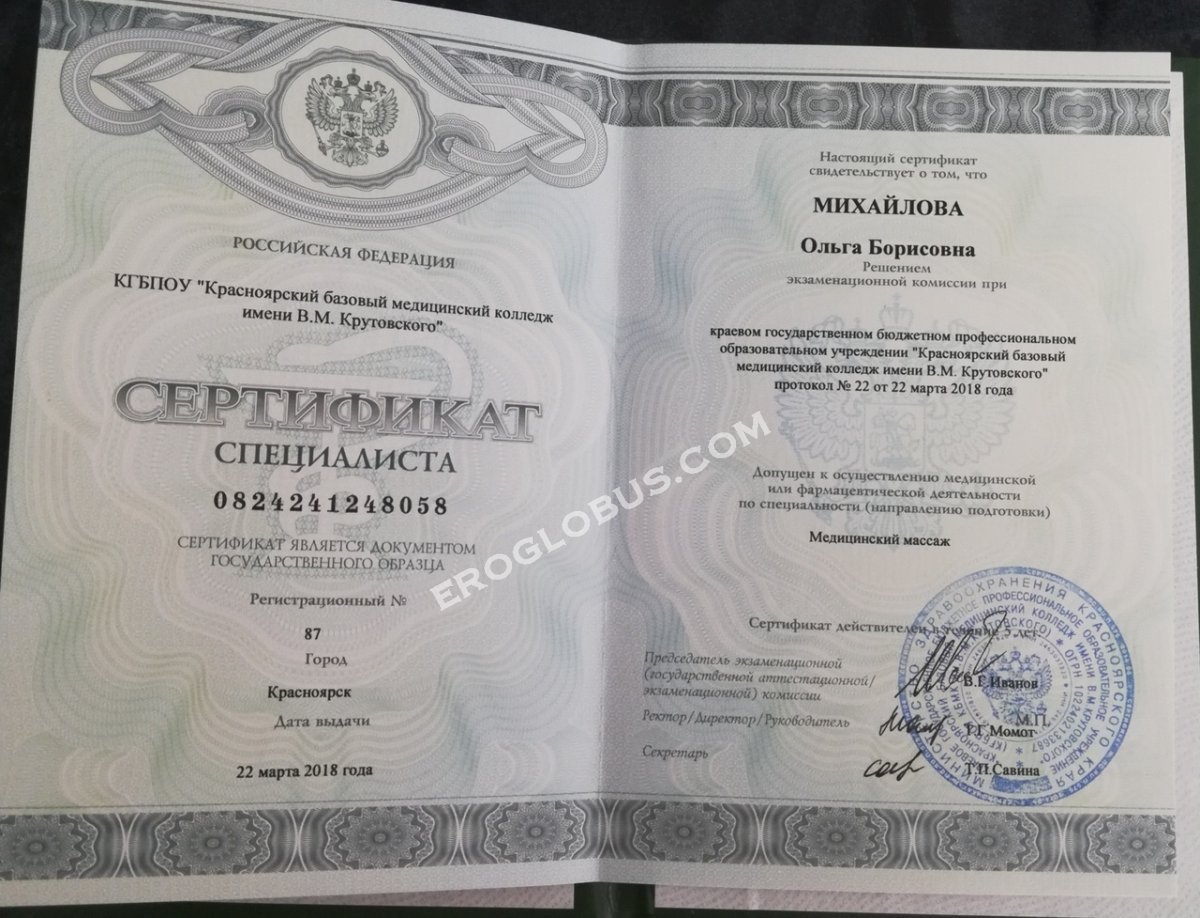 РОССИЙСКАЯ ФЕДЕРАЦИЯ
КГБПОУ "Красноярский базовый медицинский колледж
имени В.М. Крутовского"
СЕРТИФИКАТ
СПЕЦИАЛИСТА
0824241248058
СЕРТИФИКАТ ЯВЛЯЕТСЯ ДОКУМЕНТОМ
ГОСУДАРСТВЕННОГО ОБРАЗЦА
Регистрационный №
87
Город
Красноярск
Дата выдачи
22 марта 2018 года
Настоящий сертификат
свидетельствует о том, что
МИХАЙЛОВА
Ольга Борисовна
Решением
экзаменационной комиссии при
краевом государственном бюджетном профессиональном
образовательном учреждении "Красноярский базовый
медицинский колледж имени В.М. Крутовского"
протокол № 22 от 22 марта 2018 года
Допущен к осуществлению медицинской
или фармацевтической деятельности
по специальности (направлению подготовки)
Медицинский массаж
Сертификат действителен в течение 5 лет
Председатель экзаменационной
(государственной аттестационной/
экзаменационной) комиссии
В.Г.Иванов
М.П.
Ректор/Директор/Руководитель
Т.Г.Момот
Секретарь
Т.П.Савина
EROGLOBUS.COM